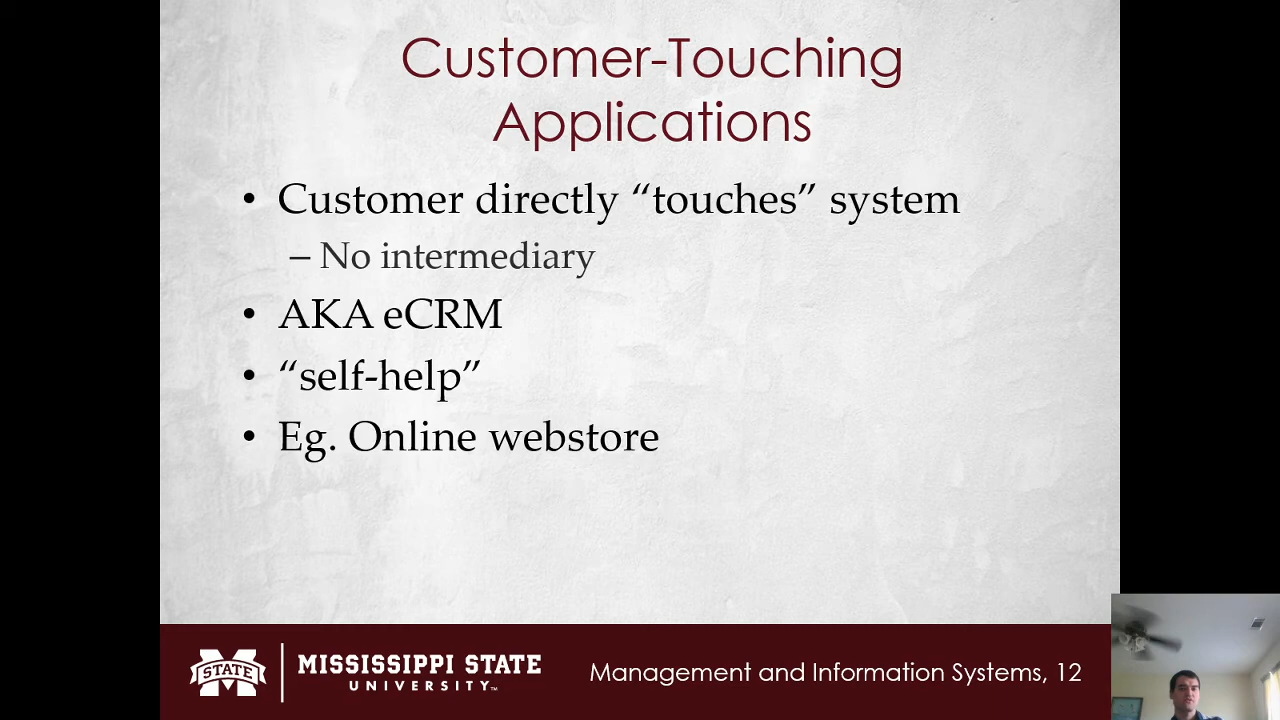 Customer-Touching
Applications
• Customer directly “touches” system
– No intermediary
• AKA eCRM
• “self-help”
• Eg. Online webstore
STATE
MISSISSIPPI STATE
UNIVERSITY™
Management and Information Systems, 12